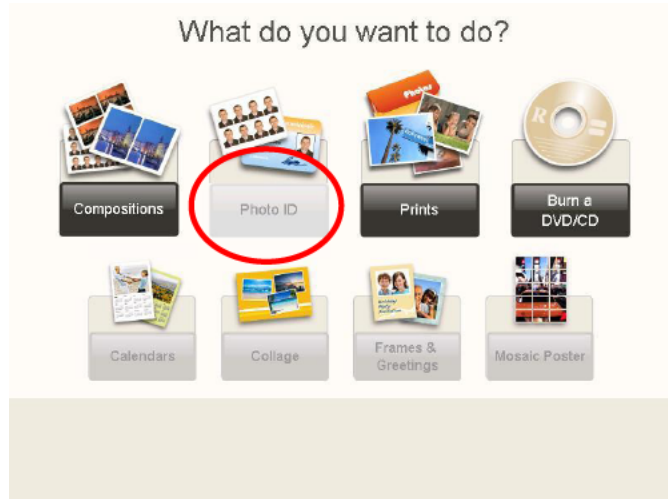 What do you want to do?
Photos
R
Compositions
Photo ID
Prints
Burn a
DVD/CD
Calendars
Collage
Frames &
Greetings
Mosaic Poster